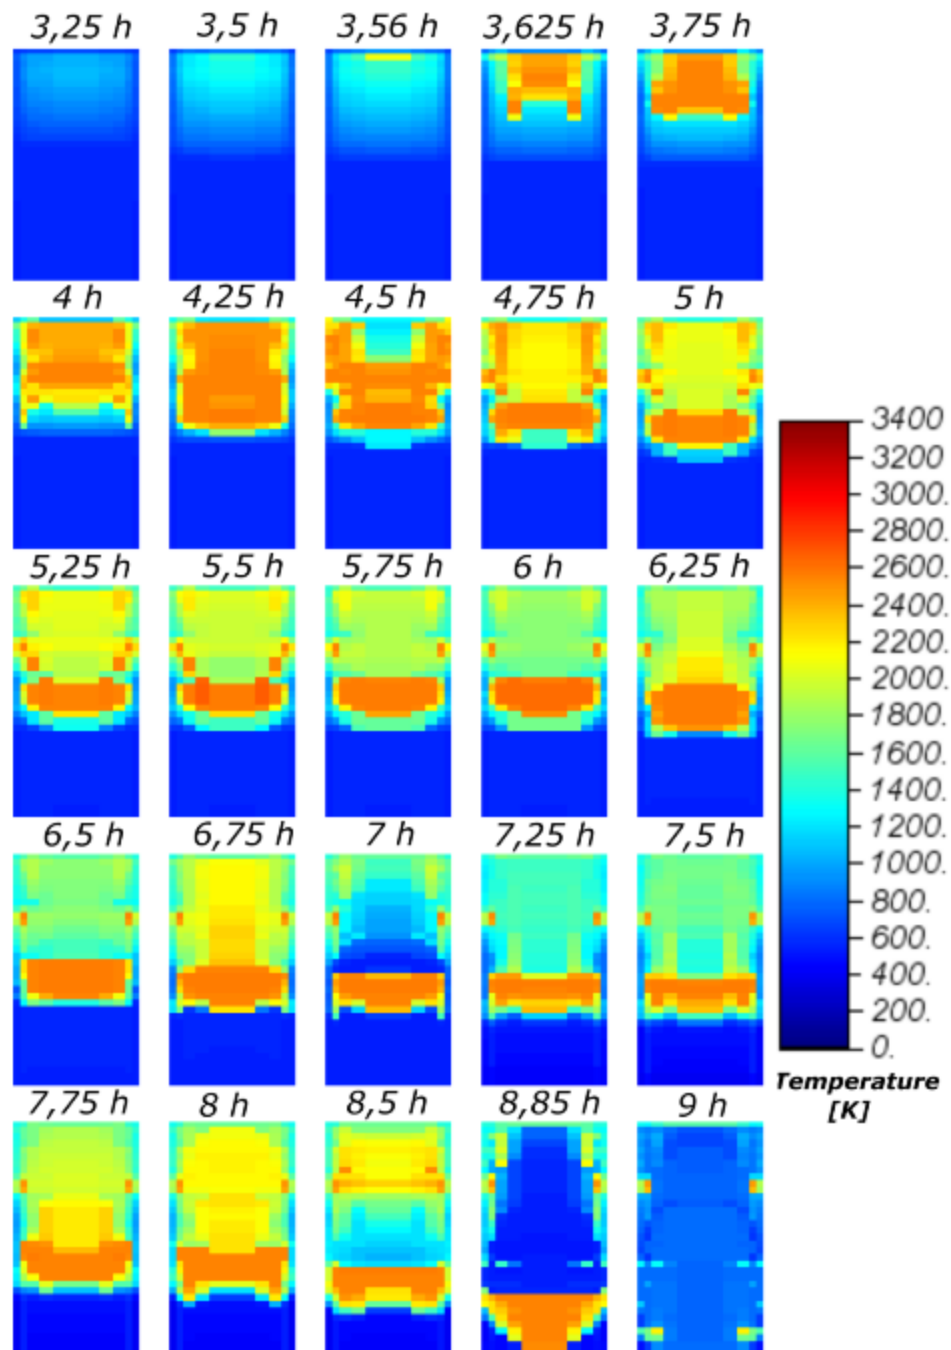 3,25 h 3,5 h 3,56 h 3,625 h 3,75 h
4 h 4,25 h 4,5 h 4,75 h 5 h
5,25 h 5,5 h 5,75 h 6 h 6,25 h
6,5 h 6,75 h 7 h 7,25 h 7,5 h
7,75 h 8 h 8,5 h 8,85 h 9 h
3400
3200
3000.
2800.
2600.
2400.
2200.
2000.
1800.
1600.
1400.
1200.
1000.
800.
600.
400.
200.
0.
Temperature
[K]